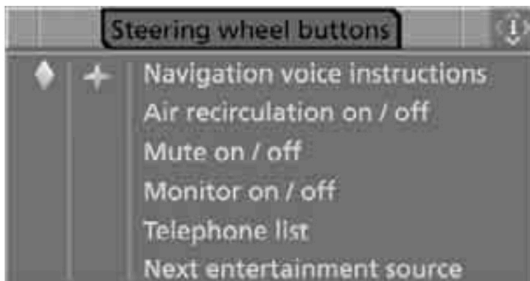 Steering wheel buttons
Navigation voice instructions
Air recirculation on / off
Mute on / off
Monitor on / off
Telephone list
Next entertainment source